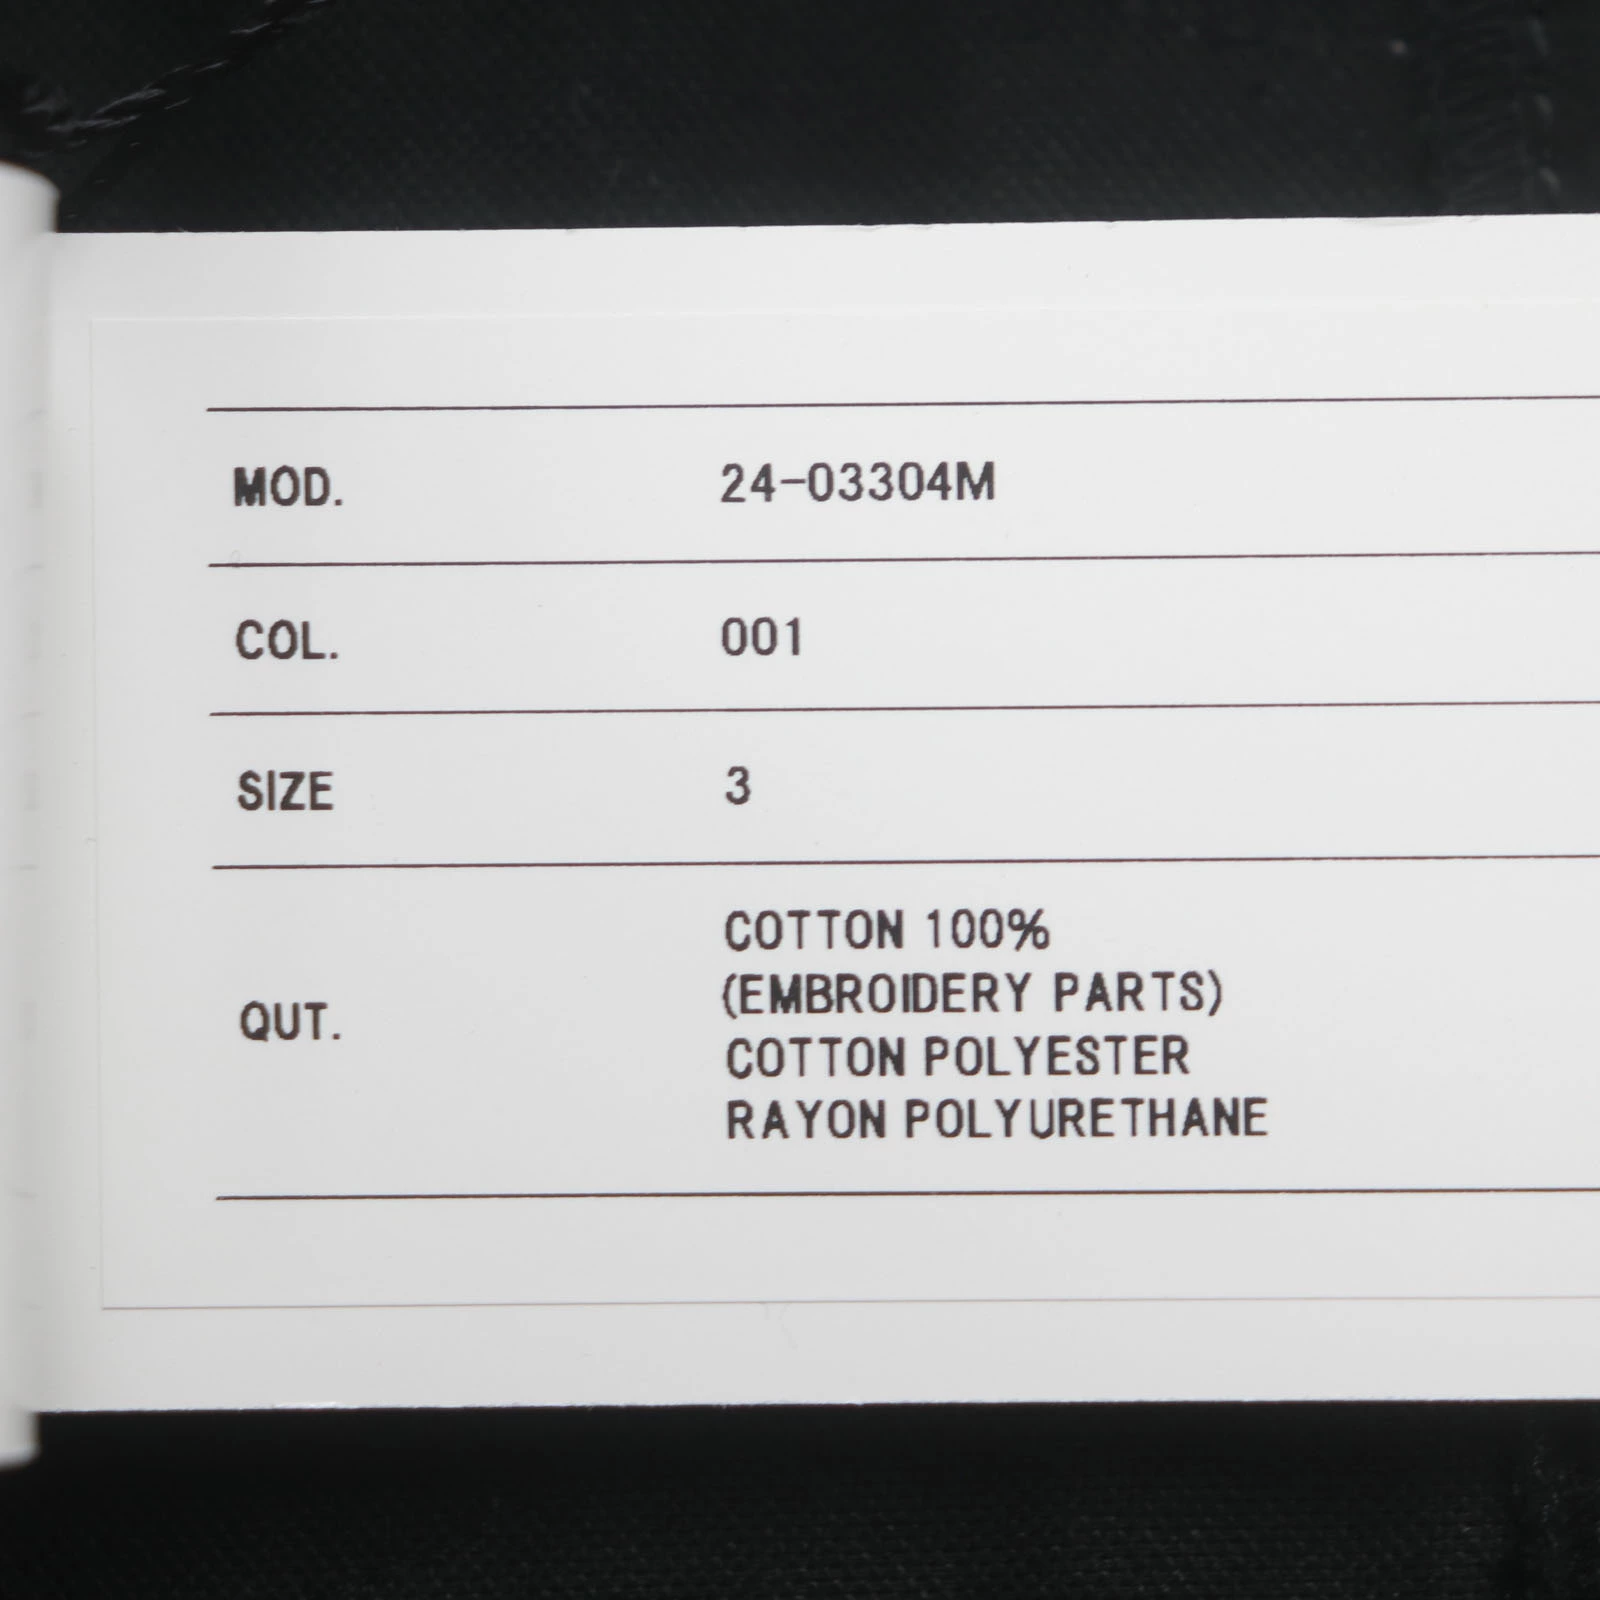 MOD. 24-03304M
COL. 001
SIZE 3
QUT. COTTON 100%
(EMBROIDERY PARTS)
COTTON POLYESTER
RAYON POLYURETHANE